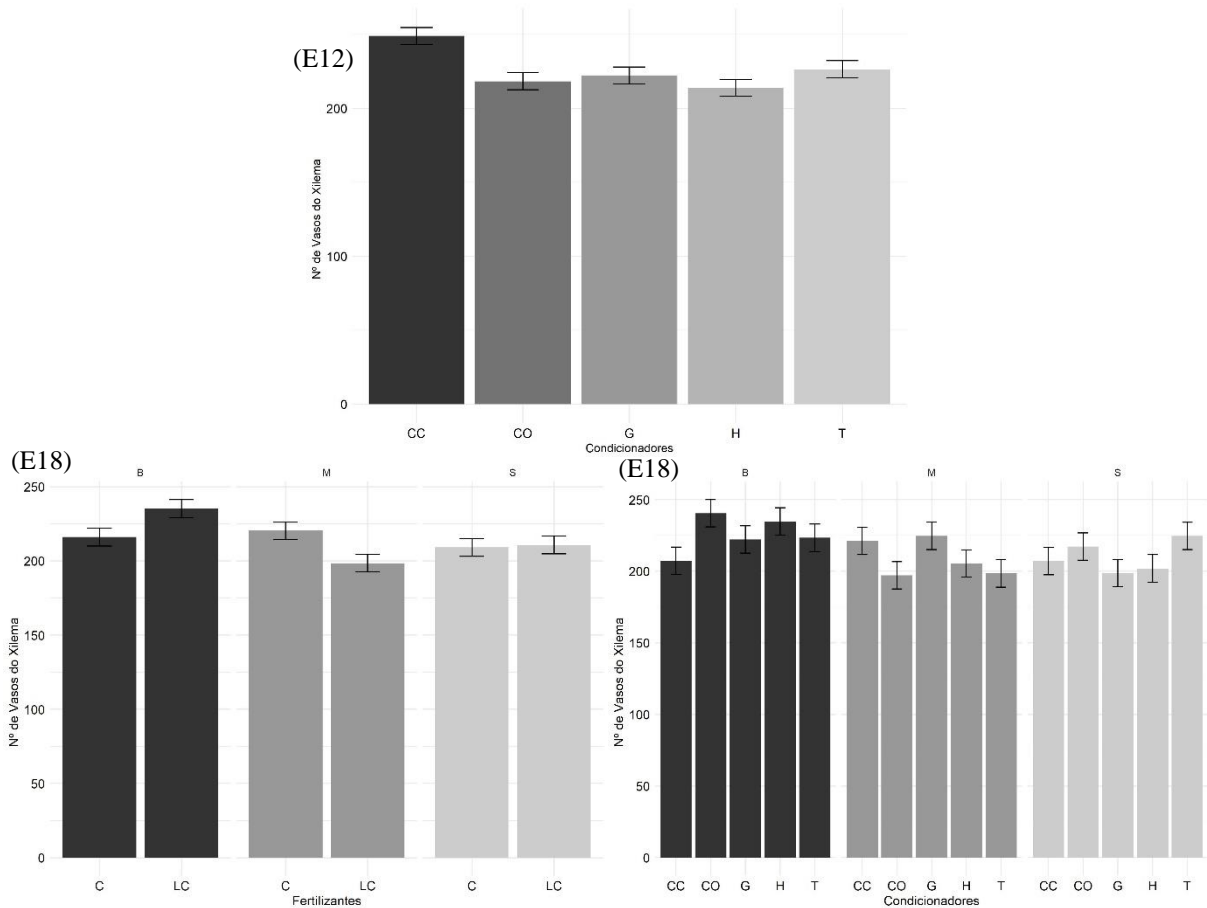 (E12)
Nº de Vasos do Xilema
200
100
0
CC CO G H T
Condicionadores
(E18)
B M S
Nº de Vasos do Xilema
250
200
150
100
50
0
C LC C LC C LC
Fertilizantes
(E18)
B M S
Nº de Vasos do Xilema
250
200
150
100
50
0
CC CO G H T CC CO G H T CC CO G H T
Condicionadores